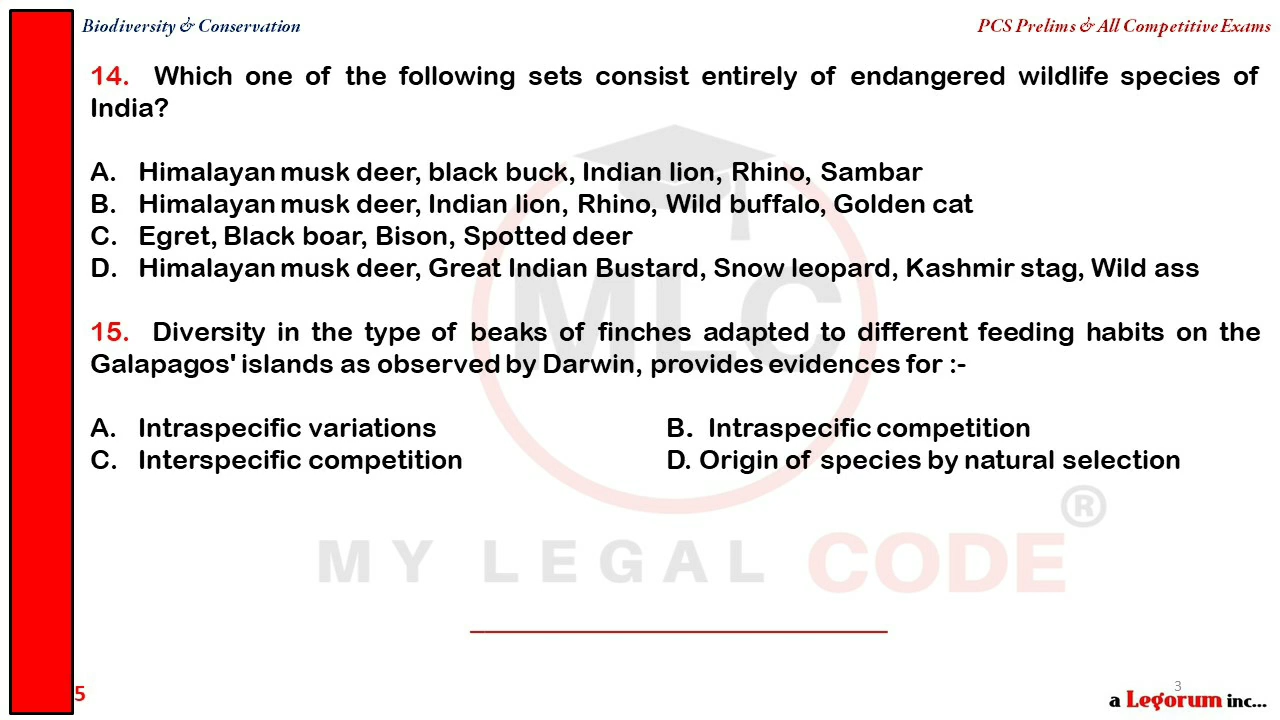 Biodiversity & Conservation
PCS Prelims & All Competitive Exams
14. Which one of the following sets consist entirely of endangered wildlife species of
India?
A. Himalayan musk deer, black buck, Indian lion, Rhino, Sambar
B. Himalayan musk deer, Indian lion, Rhino, Wild buffalo, Golden cat
C. Egret, Black boar, Bison, Spotted deer
D. Himalayan musk deer, Great Indian Bustard, Snow leopard, Kashmir stag, Wild ass
15. Diversity in the type of beaks of finches adapted to different feeding habits on the
Galapagos' islands as observed by Darwin, provides evidences for :-
A. Intraspecific variations
B. Intraspecific competition
C. Interspecific competition
D. Origin of species by natural selection
MLC
®
MY LEGAL CODE
5
3
a Legorum inc...